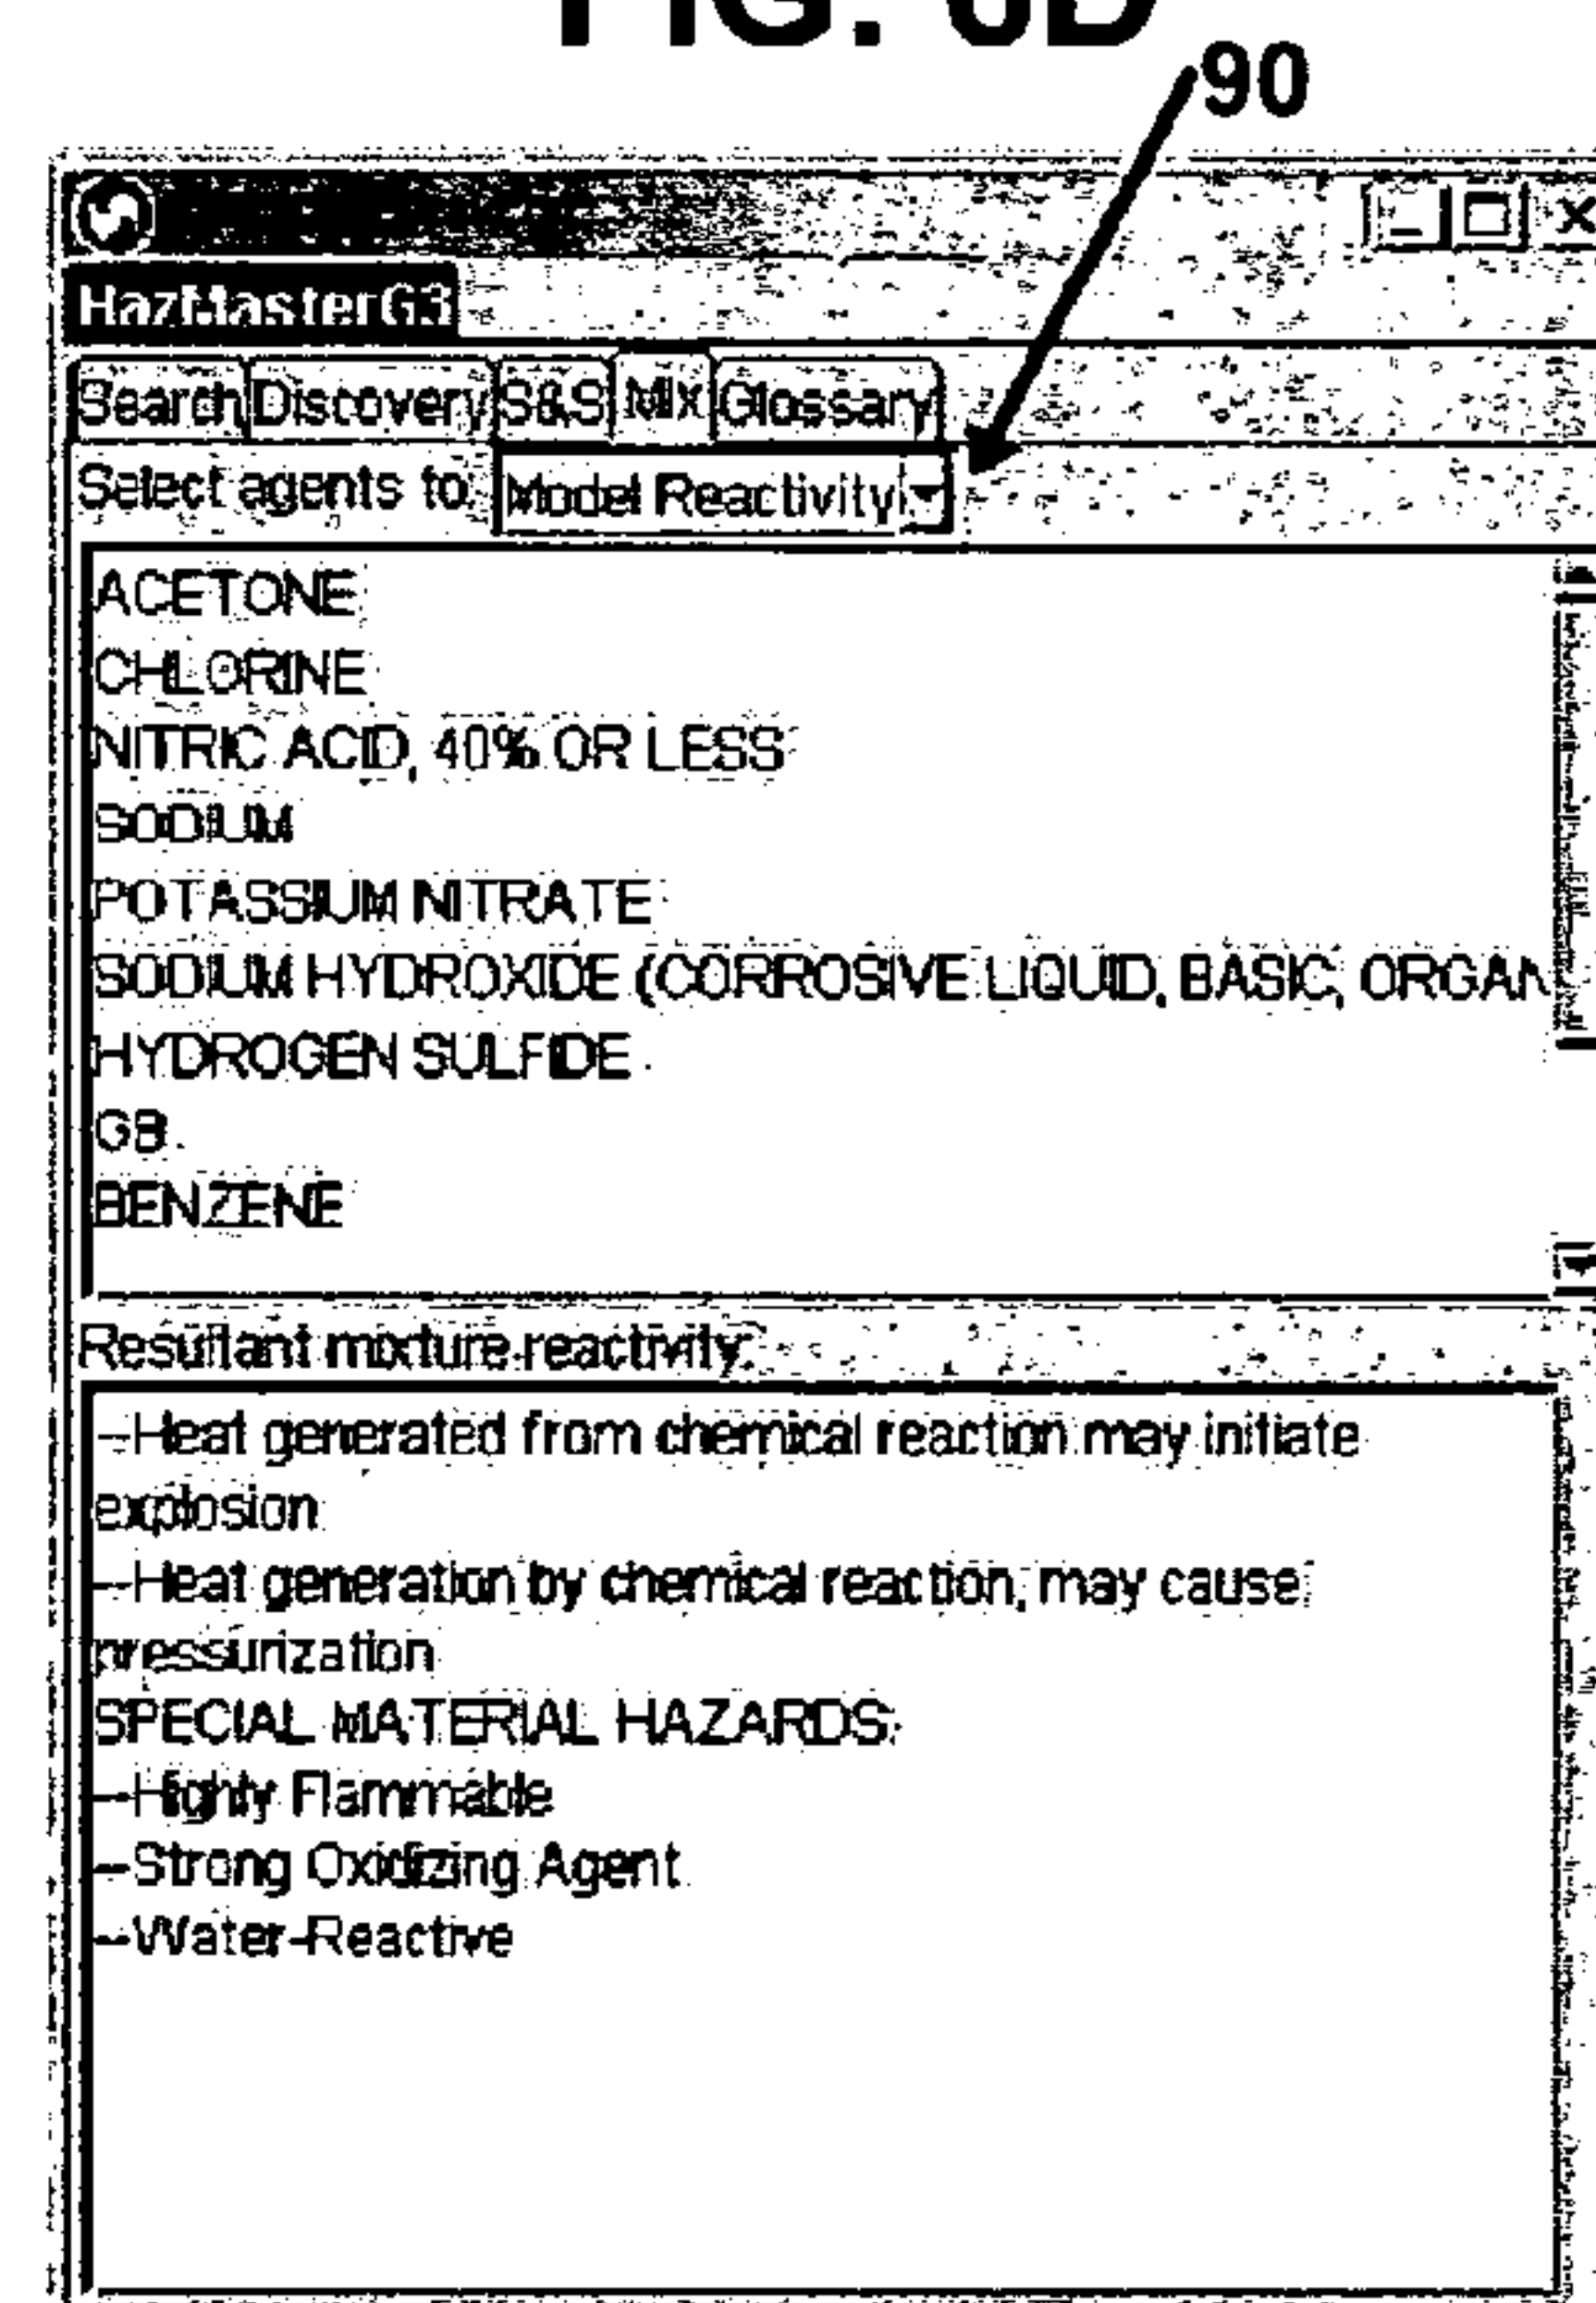 FIG. 6D
90
HazMasterG3
Search Discovery S&S Mix Glossary
Select agents to: Model Reactivity
ACETONE
CHLORINE
NITRIC ACID, 40% OR LESS
SODIUM
POTASSIUM NITRATE
SODIUM HYDROXIDE (CORROSIVE LIQUID, BASIC, ORGAN
HYDROGEN SULFIDE
GB
BENZENE
Resultant mixture reactivity:
--Heat generated from chemical reaction may initiate
explosion
--Heat generation by chemical reaction, may cause
pressurization
SPECIAL MATERIAL HAZARDS:
--Highly Flammable
--Strong Oxidizing Agent
--Water-Reactive